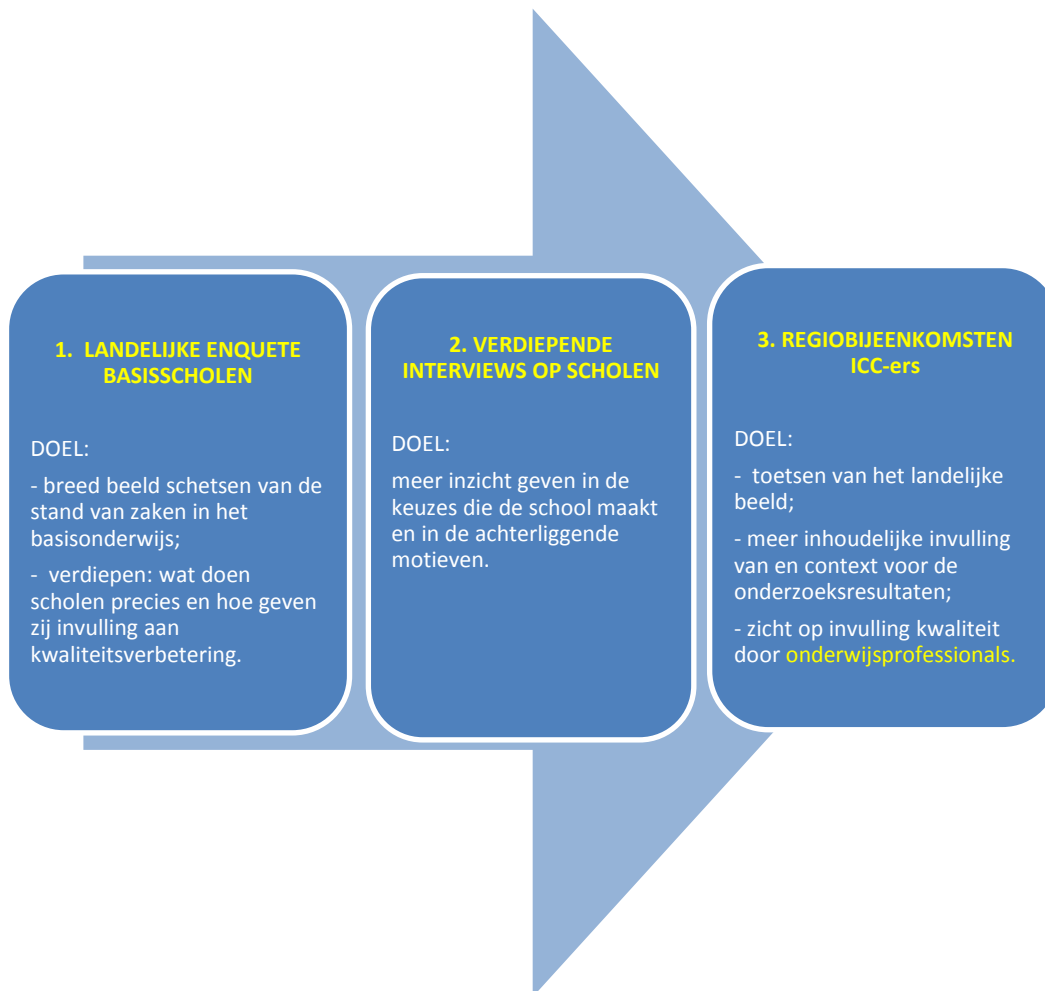 1. LANDELIJKE ENQUETE
BASISSCHOLEN
DOEL:
- breed beeld schetsen van de
stand van zaken in het
basisonderwijs;
- verdiepen: wat doen
scholen precies en hoe geven
zij invulling aan
kwaliteitsverbetering.
2. VERDIEPENDE
INTERVIEWS OP SCHOLEN
DOEL:
meer inzicht geven in de
keuzes die de school maakt
en in de achterliggende
motieven.
3. REGIOBIJEENKOMSTEN
ICC-ers
DOEL:
- toetsen van het landelijke
beeld;
- meer inhoudelijke invulling
van en context voor de
onderzoeksresultaten;
- zicht op invulling kwaliteit
door onderwijsprofessionals.